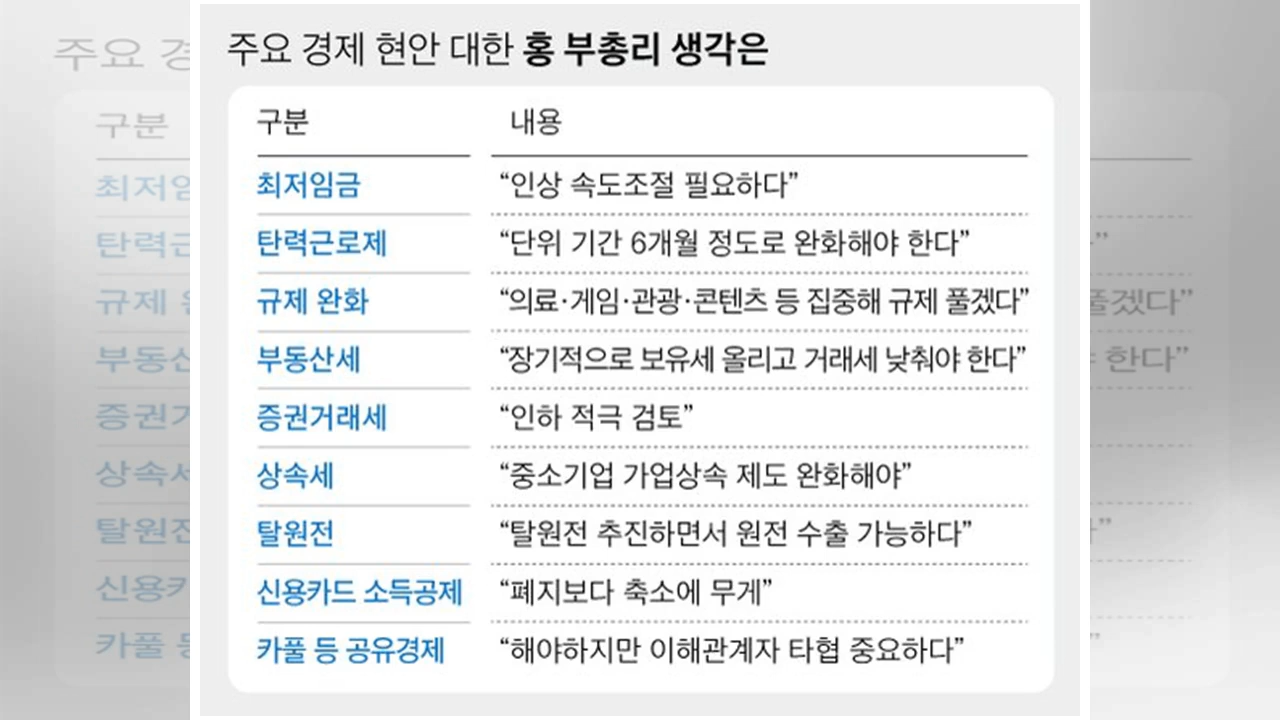 주요 경제 현안 대한 홍 부총리 생각은
구분 내용
최저임금 “인상 속도조절 필요하다”
탄력근로제 “단위 기간 6개월 정도로 완화해야 한다”
규제 완화 “의료·게임·관광·콘텐츠 등 집중해 규제 풀겠다”
부동산세 “장기적으로 보유세 올리고 거래세 낮춰야 한다”
증권거래세 “인하 적극 검토”
상속세 “중소기업 가업상속 제도 완화해야”
탈원전 “탈원전 추진하면서 원전 수출 가능하다”
신용카드 소득공제 “폐지보다 축소에 무게”
카풀 등 공유경제 “해야하지만 이해관계자 타협 중요하다”